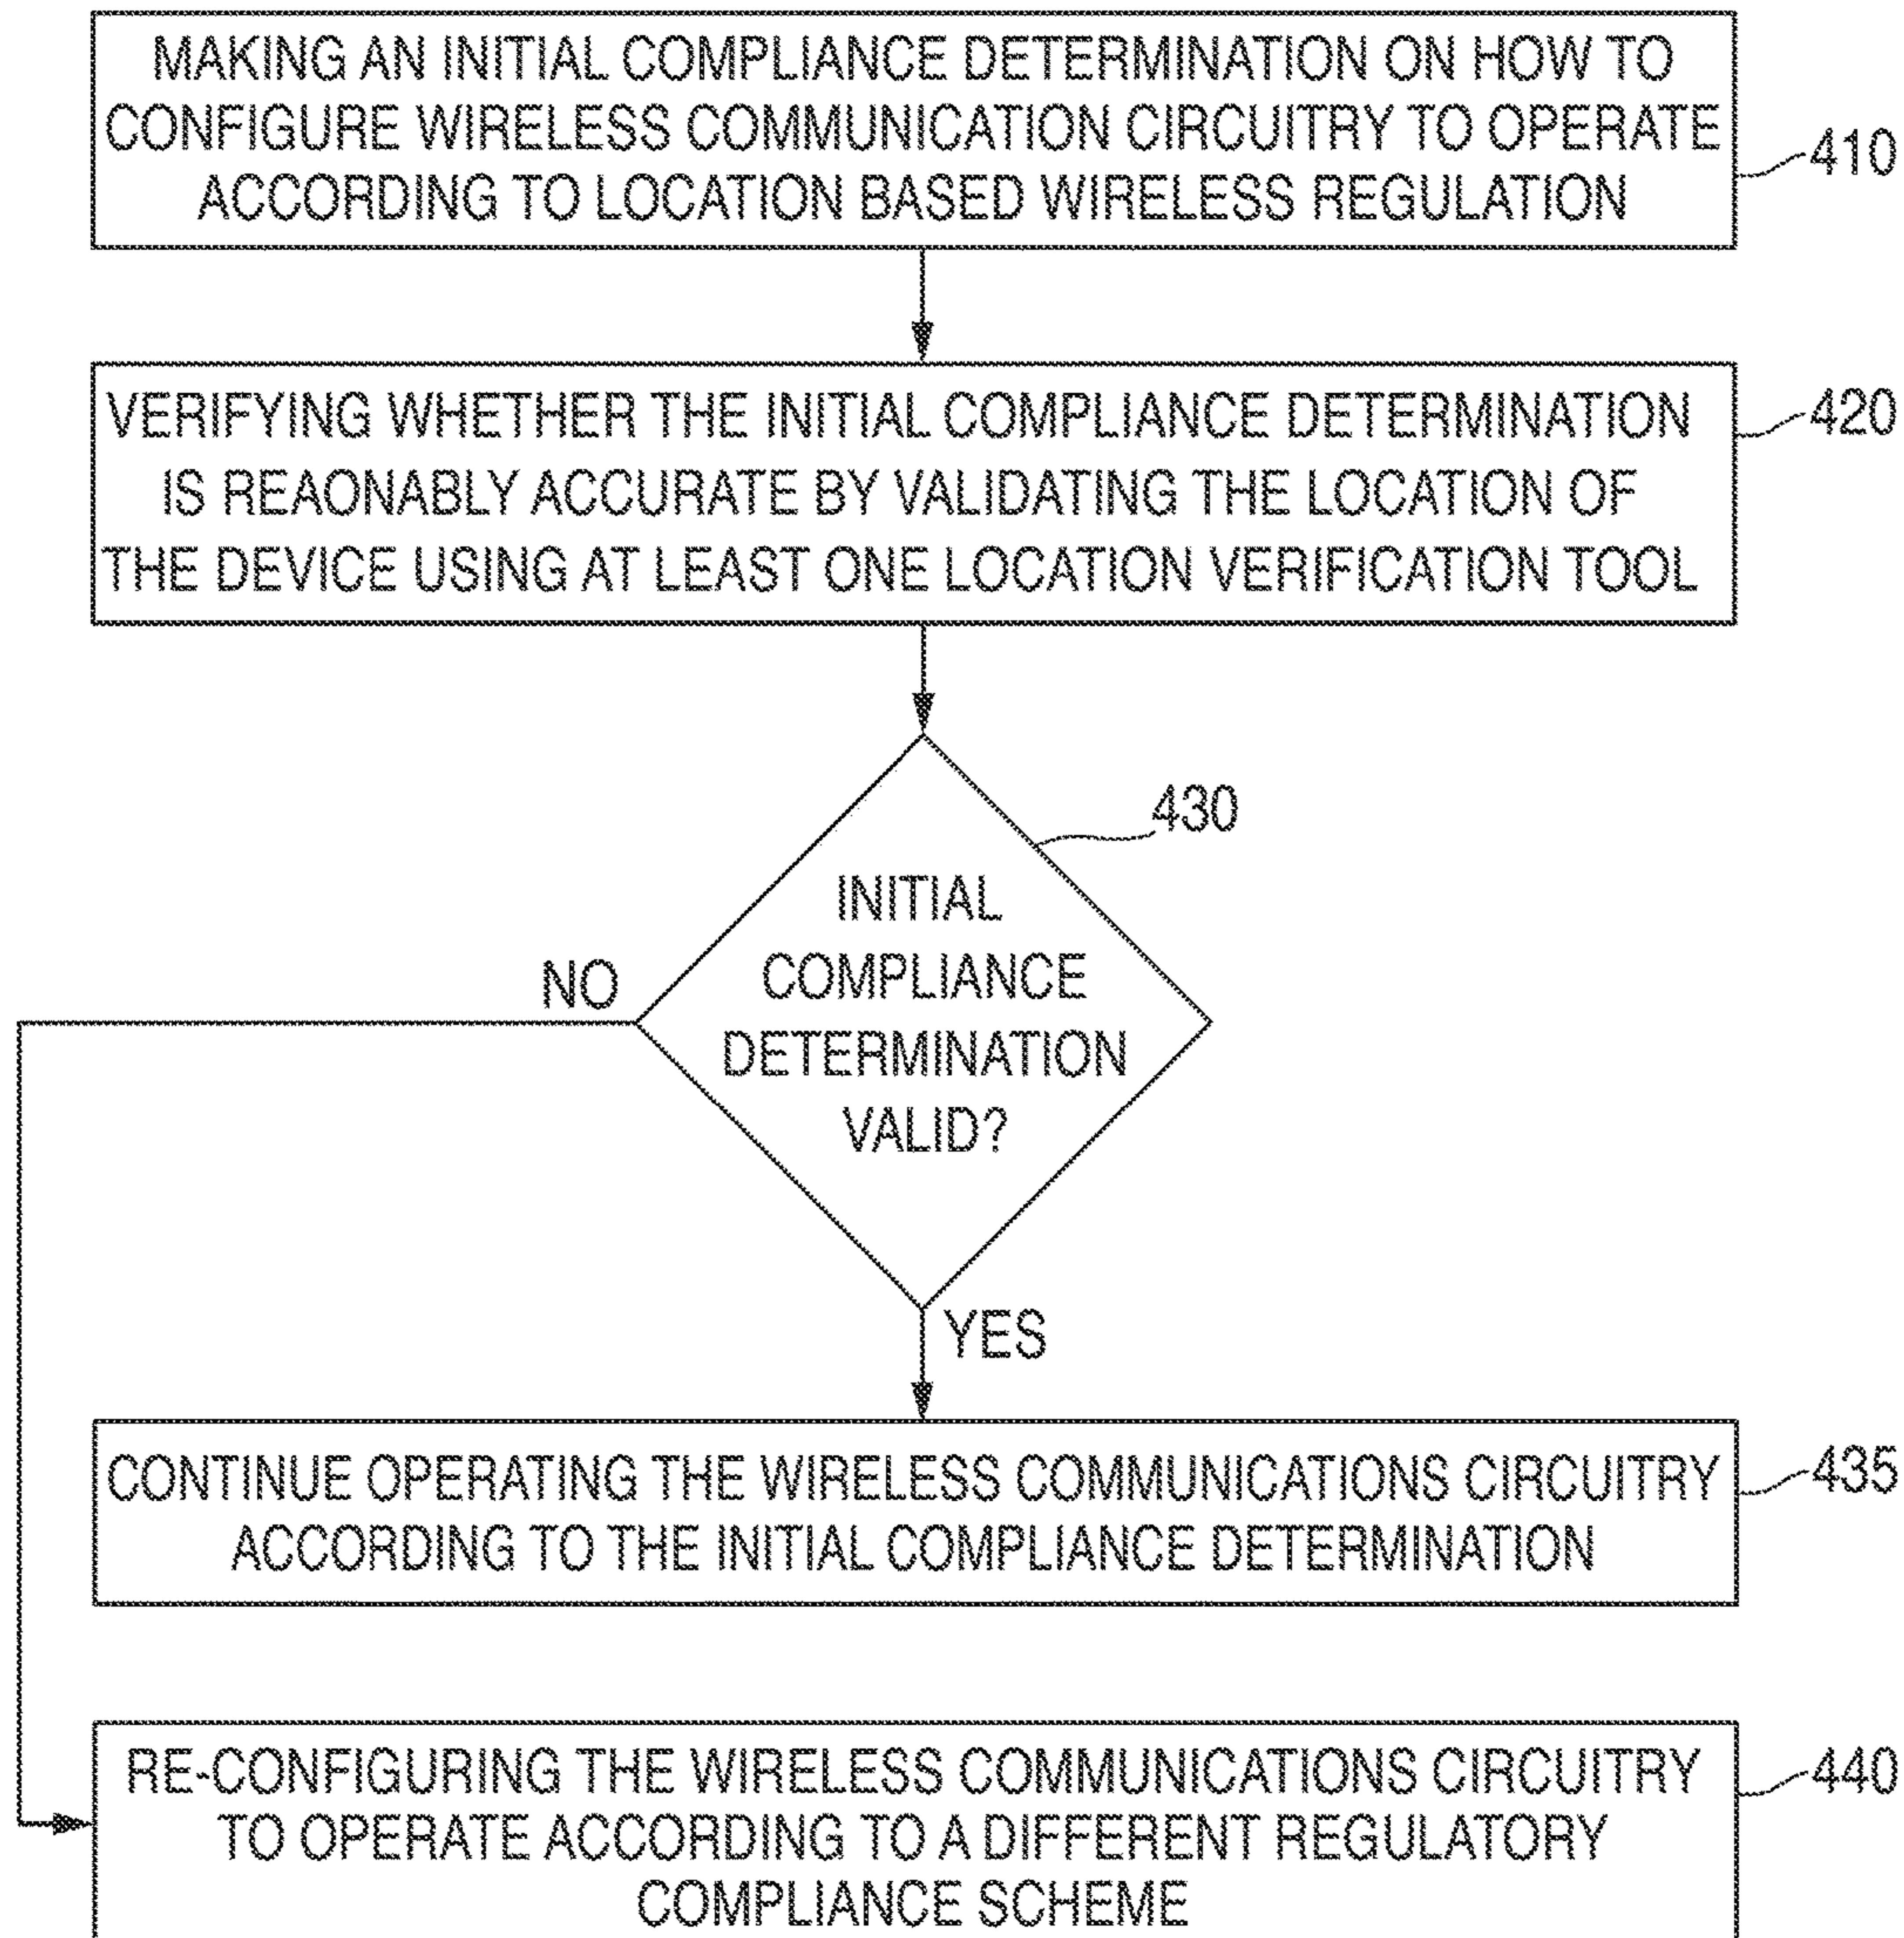 MAKING AN INITIAL COMPLIANCE DETERMINATION ON HOW TO
CONFIGURE WIRELESS COMMUNICATION CIRCUITRY TO OPERATE
ACCORDING TO LOCATION BASED WIRELESS REGULATION
410
VERIFYING WHETHER THE INITIAL COMPLIANCE DETERMINATION
IS REAONABLY ACCURATE BY VALIDATING THE LOCATION OF
THE DEVICE USING AT LEAST ONE LOCATION VERIFICATION TOOL
420
430
INITIAL
COMPLIANCE
DETERMINATION
VALID?
NO
YES
CONTINUE OPERATING THE WIRELESS COMMUNICATIONS CIRCUITRY
ACCORDING TO THE INITIAL COMPLIANCE DETERMINATION
435
RE-CONFIGURING THE WIRELESS COMMUNICATIONS CIRCUITRY
TO OPERATE ACCORDING TO A DIFFERENT REGULATORY
COMPLIANCE SCHEME
440